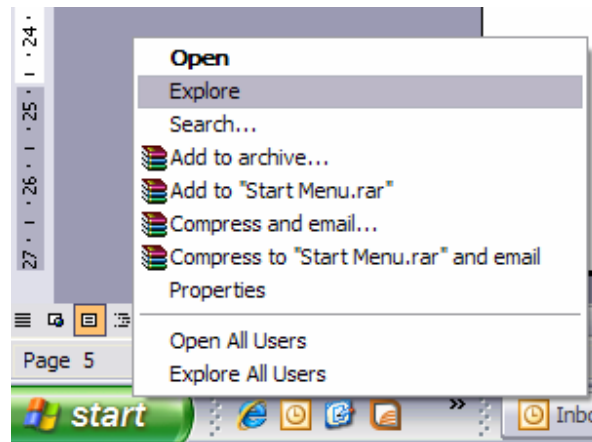 24
25
26
27
Open
Explore
Search...
Add to archive...
Add to "Start Menu.rar"
Compress and email...
Compress to "Start Menu.rar" and email
Properties
Open All Users
Explore All Users
Page 5
start
»